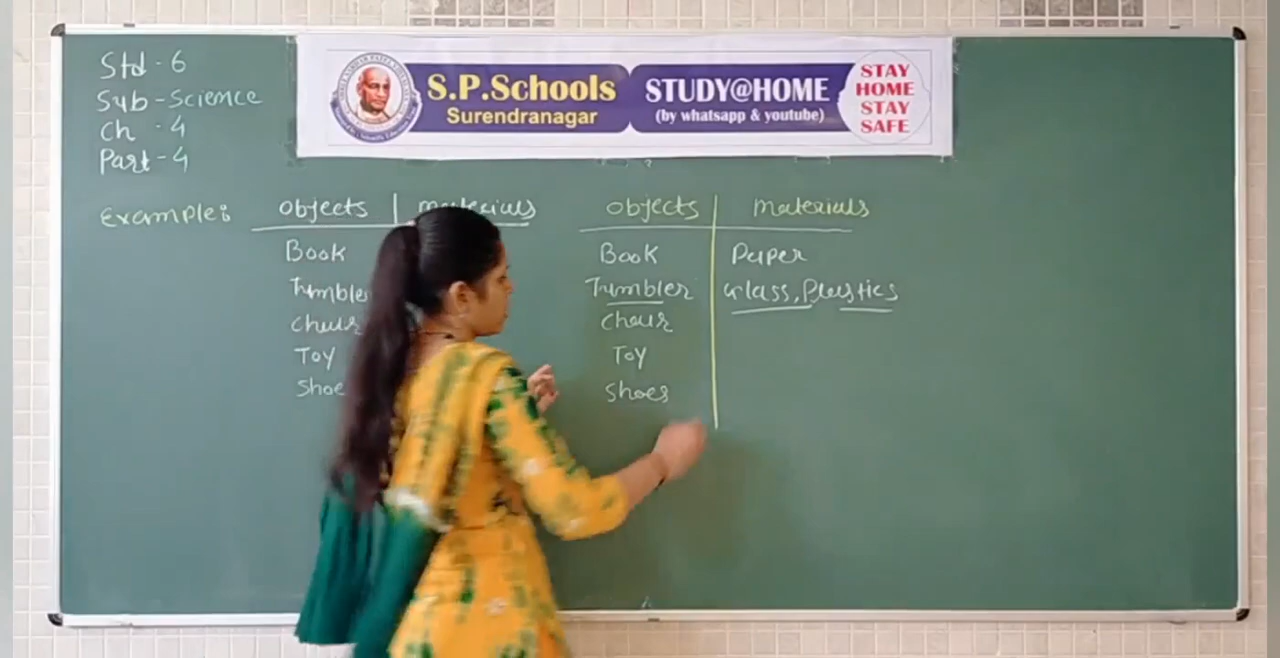 Std - 6
Sub - Science
Ch - 4
Part - 4
S.P.Schools
Surendranagar
STUDY@HOME
(by whatsapp & youtube)
STAY
HOME
STAY
SAFE
Example:
objects materials
Book
Tumbler
Chair
Toy
Shoe
objects materials
Book Paper
Tumbler Glass, Plastics
Chair
Toy
Shoes